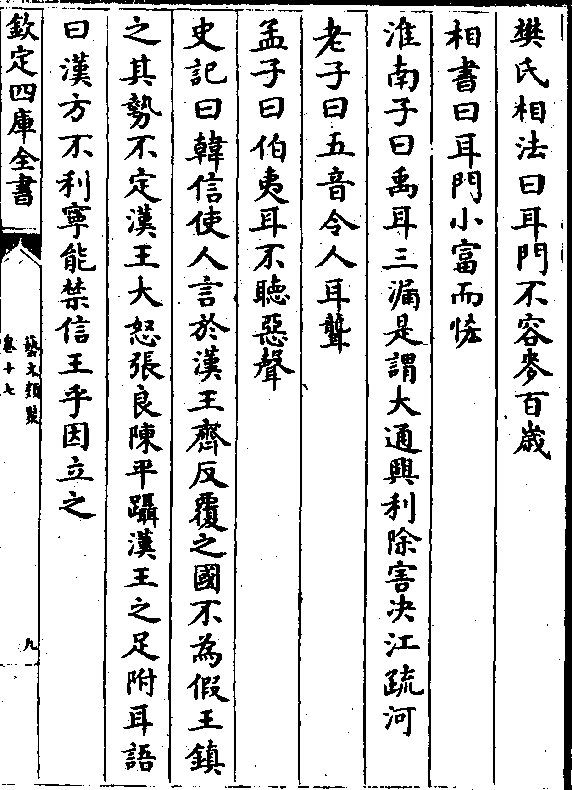 樊氏相法曰耳門不容麥百歲
相書曰耳門小富而恡
淮南子曰禹耳三漏是謂大通興利除害决江疏河
老子曰五音令人耳聾
孟子曰伯夷耳不聽惡聲
史記曰韓信使人言於漢王齊反覆之國不為假王鎮
之其勢不定漢王大怒張良陳平躡漢王之足附耳語
曰漢方不利寧能禁信王乎因立之
欽定四庫全書
藝文類聚
卷十七
九